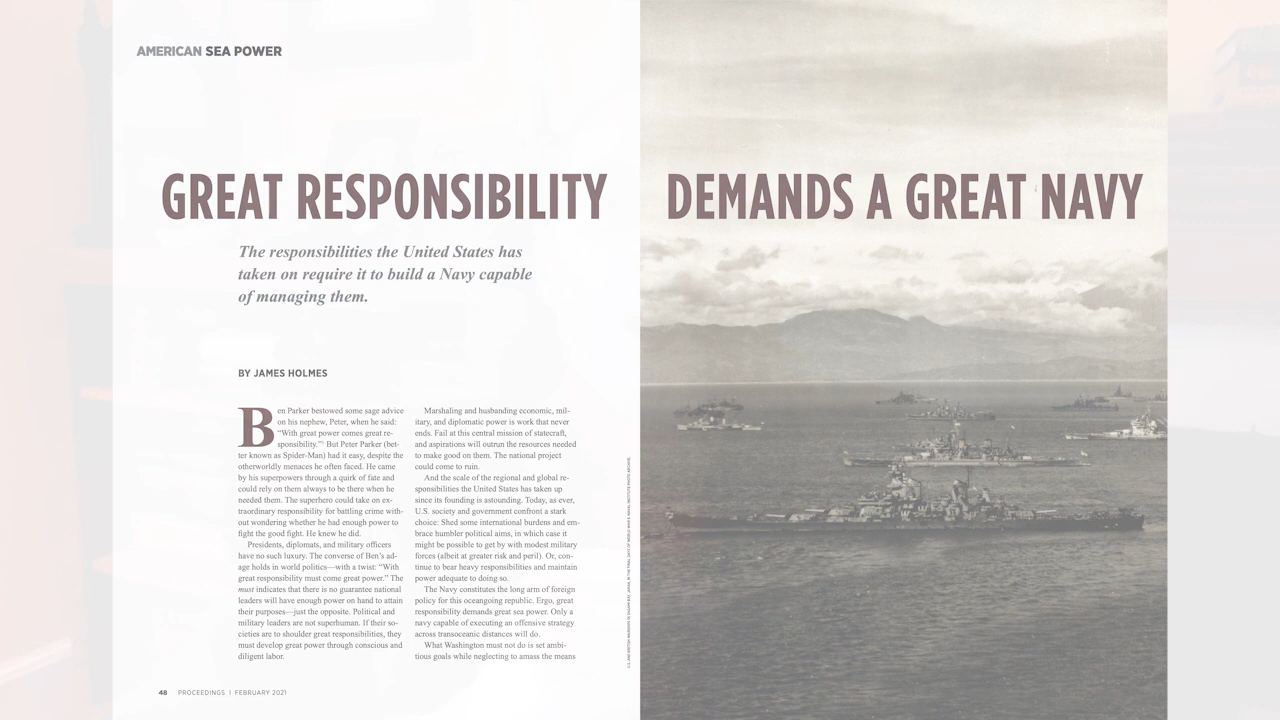 AMERICAN SEA POWER
GREAT RESPONSIBILITY DEMANDS A GREAT NAVY
The responsibilities the United States has
taken on require it to build a Navy capable
of managing them.
BY JAMES HOLMES
Ben Parker bestowed some sage advice
on his nephew, Peter, when he said:
“With great power comes great re-
sponsibility.”¹ But Peter Parker (bet-
ter known as Spider-Man) had it easy, despite the
otherworldly menaces he often faced. He came
by his superpowers through a quirk of fate and
could rely on them always to be there when he
needed them. The superhero could take on ex-
traordinary responsibility for battling crime with-
out wondering whether he had enough power to
fight the good fight. He knew he did.
Presidents, diplomats, and military officers
have no such luxury. The converse of Ben’s ad-
age holds in world politics—with a twist: “With
great responsibility must come great power.” The
must indicates that there is no guarantee national
leaders will have enough power on hand to attain
their purposes—just the opposite. Political and
military leaders are not superhuman. If their so-
cieties are to shoulder great responsibilities, they
must develop great power through conscious and
diligent labor.
Marshaling and husbanding economic, mil-
itary, and diplomatic power is work that never
ends. Fail at this central mission of statecraft,
and aspirations will outrun the resources needed
to make good on them. The national project
could come to ruin.
And the scale of the regional and global re-
sponsibilities the United States has taken up
since its founding is astounding. Today, as ever,
U.S. society and government confront a stark
choice: Shed some international burdens and em-
brace humbler political aims, in which case it
might be possible to get by with modest military
forces (albeit at greater risk and peril). Or, con-
tinue to bear heavy responsibilities and maintain
power adequate to doing so.
The Navy constitutes the long arm of foreign
policy for this oceangoing republic. Ergo, great
responsibility demands great sea power. Only a
navy capable of executing an offensive strategy
across transoceanic distances will do.
What Washington must not do is set ambi-
tious goals while neglecting to amass the means
48 PROCEEDINGS | FEBRUARY 2021